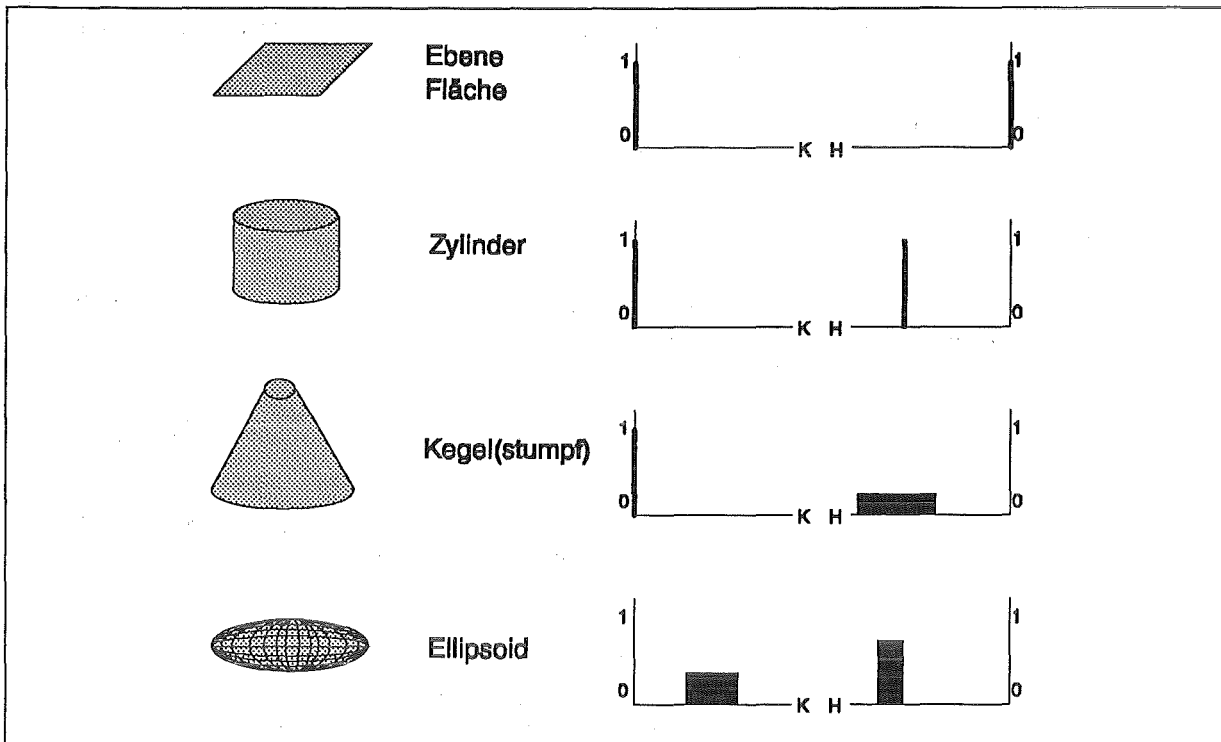 Ebene
Fläche
1
0
K H
1
0
Zylinder
1
0
K H
1
0
Kegel(stumpf)
1
0
K H
1
0
Ellipsoid
1
0
K H
1
0